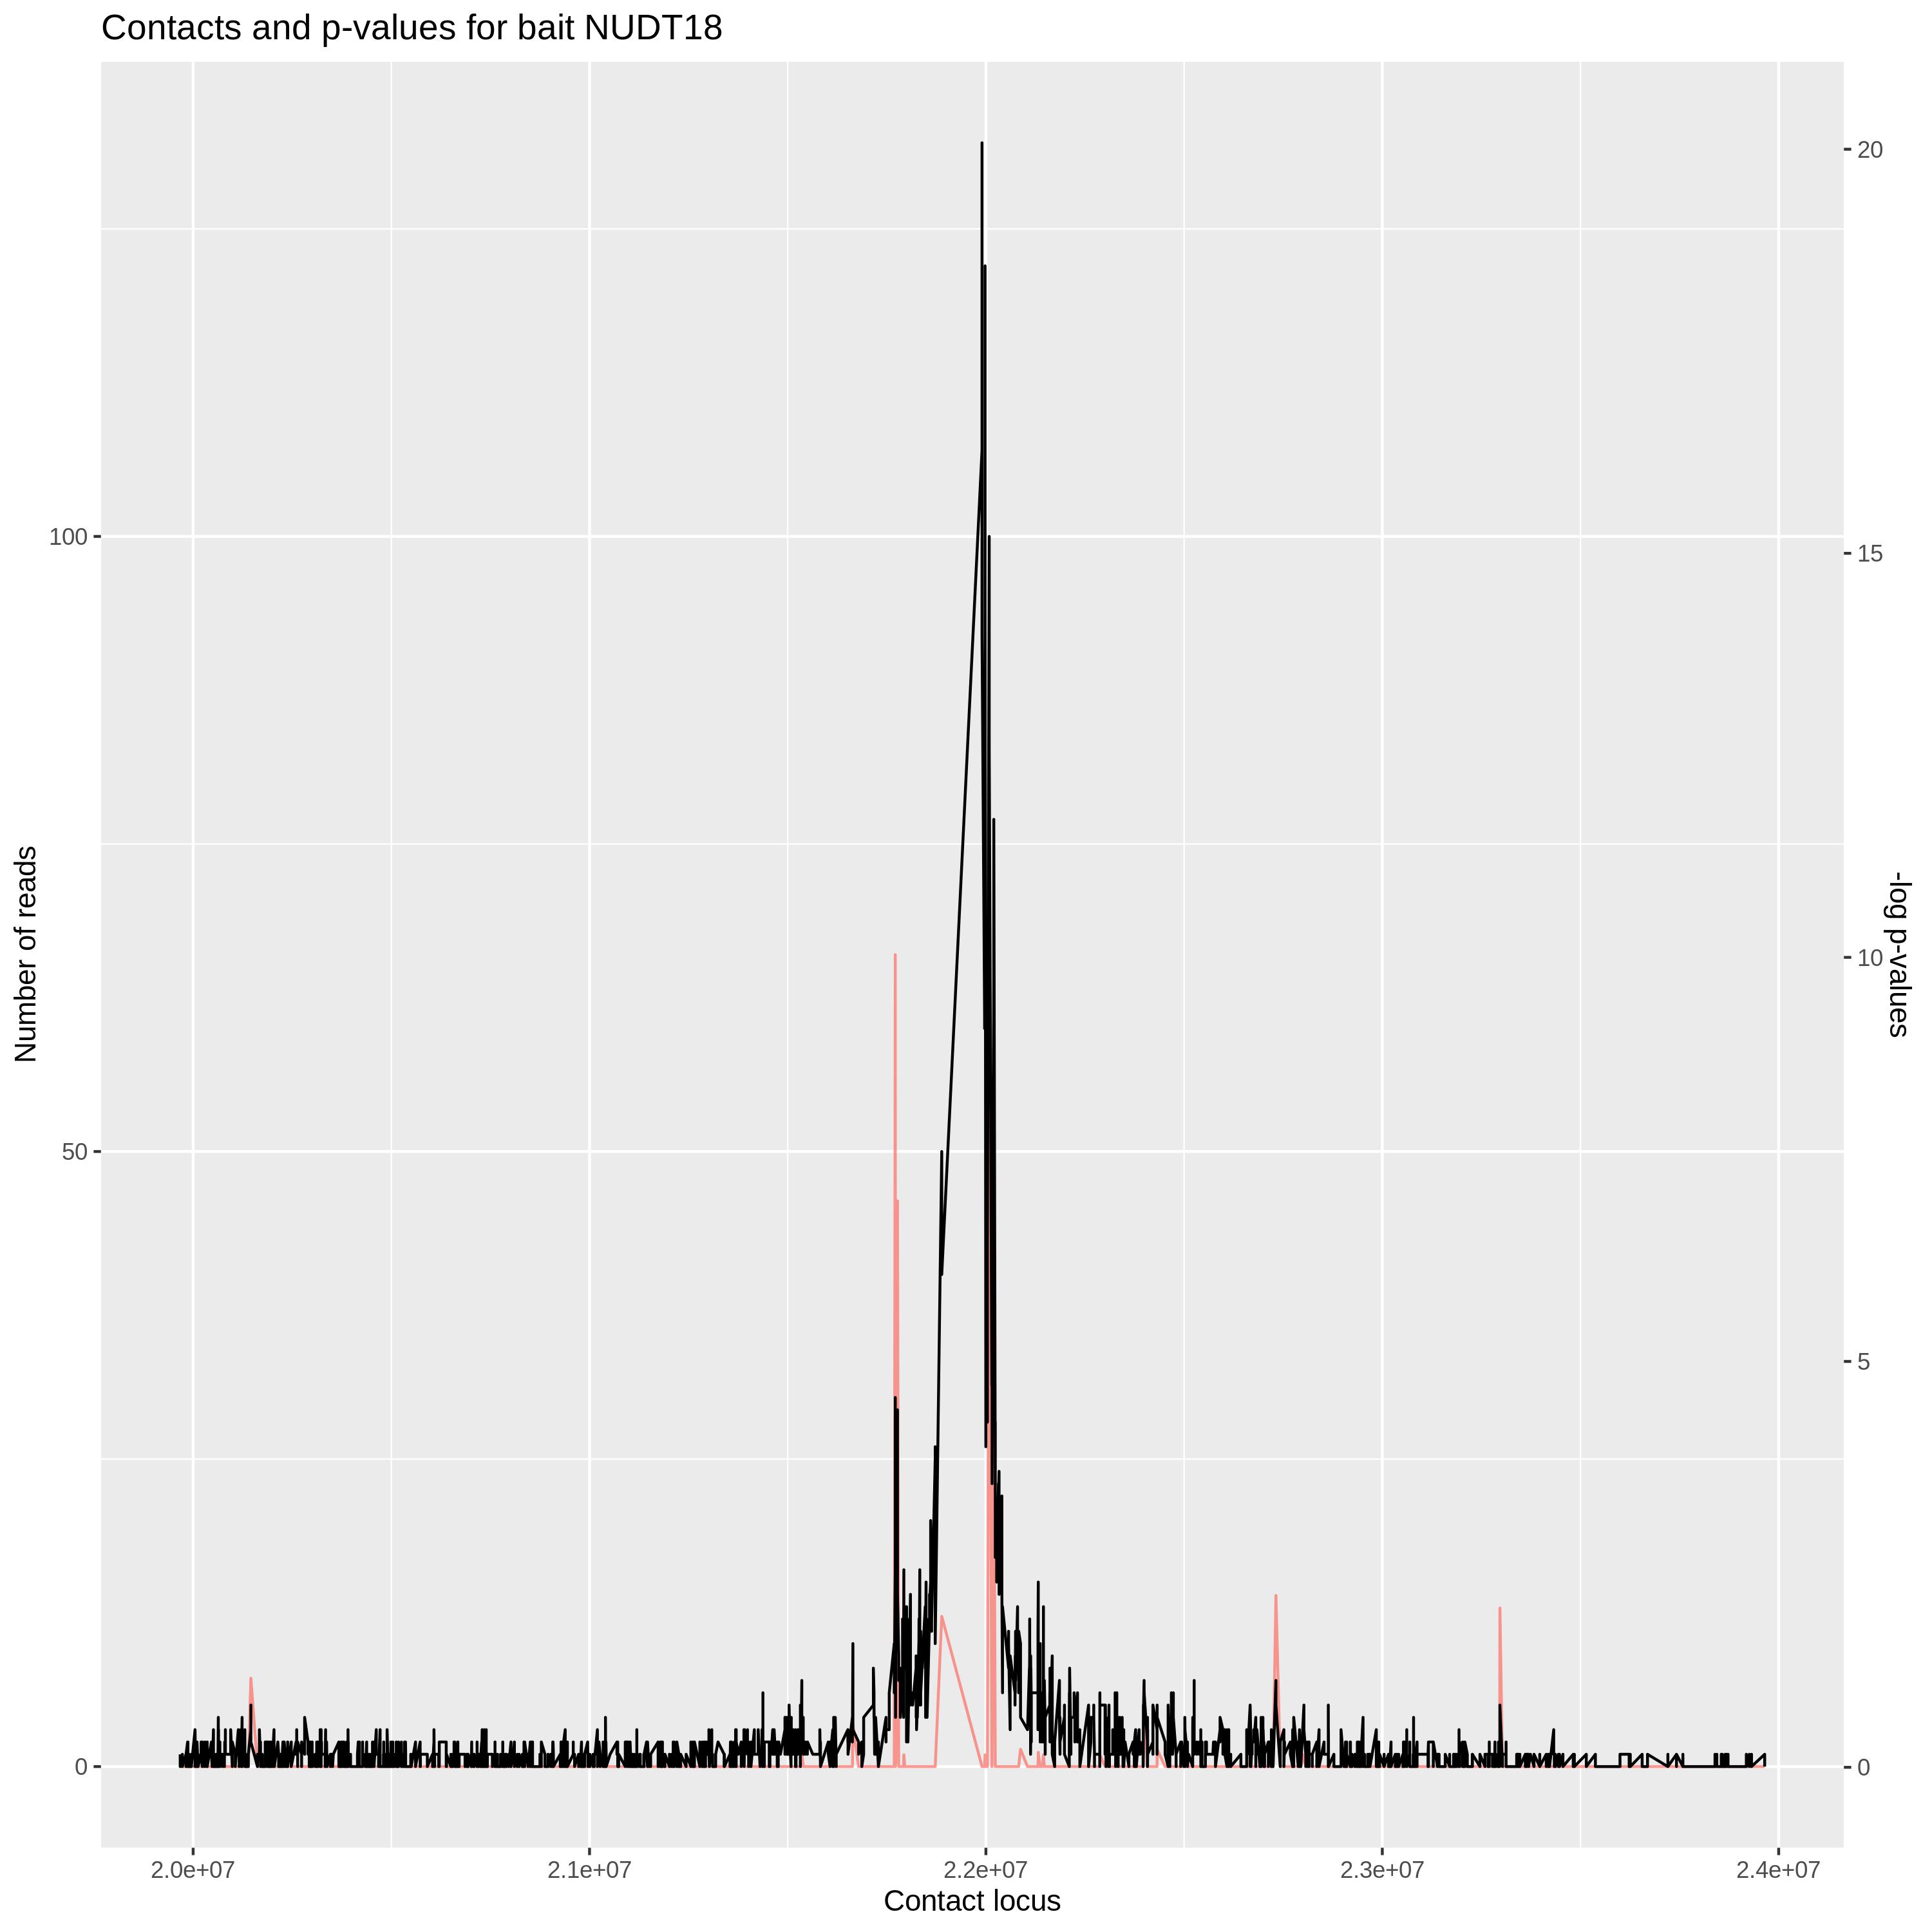 Contacts and p-values for bait NUDT18
Number of reads
100
50
0
20
15
10
5
0
-log p-values
2.0e+07
2.1e+07
2.2e+07
2.3e+07
2.4e+07
Contact locus